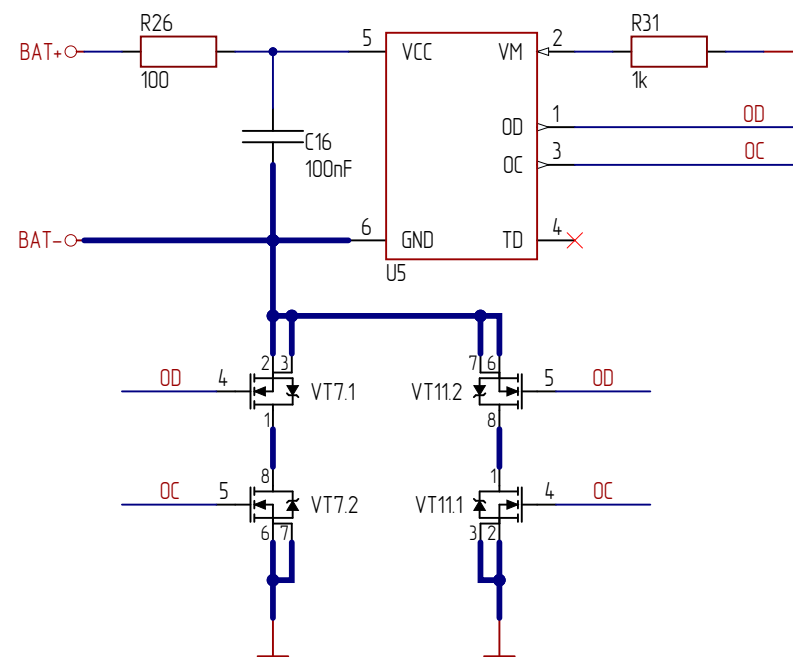 R26
R31
BAT+
5
VCC
VM
2
100
1k
OD
1
OD
C16
OC
3
OC
100nF
BAT-
6
GND
TD
4
U5
2
3
7
6
OD
4
VT7.1
VT11.2
5
OD
1
8
8
1
OC
5
VT7.2
VT11.1
4
OC
6
7
3
2